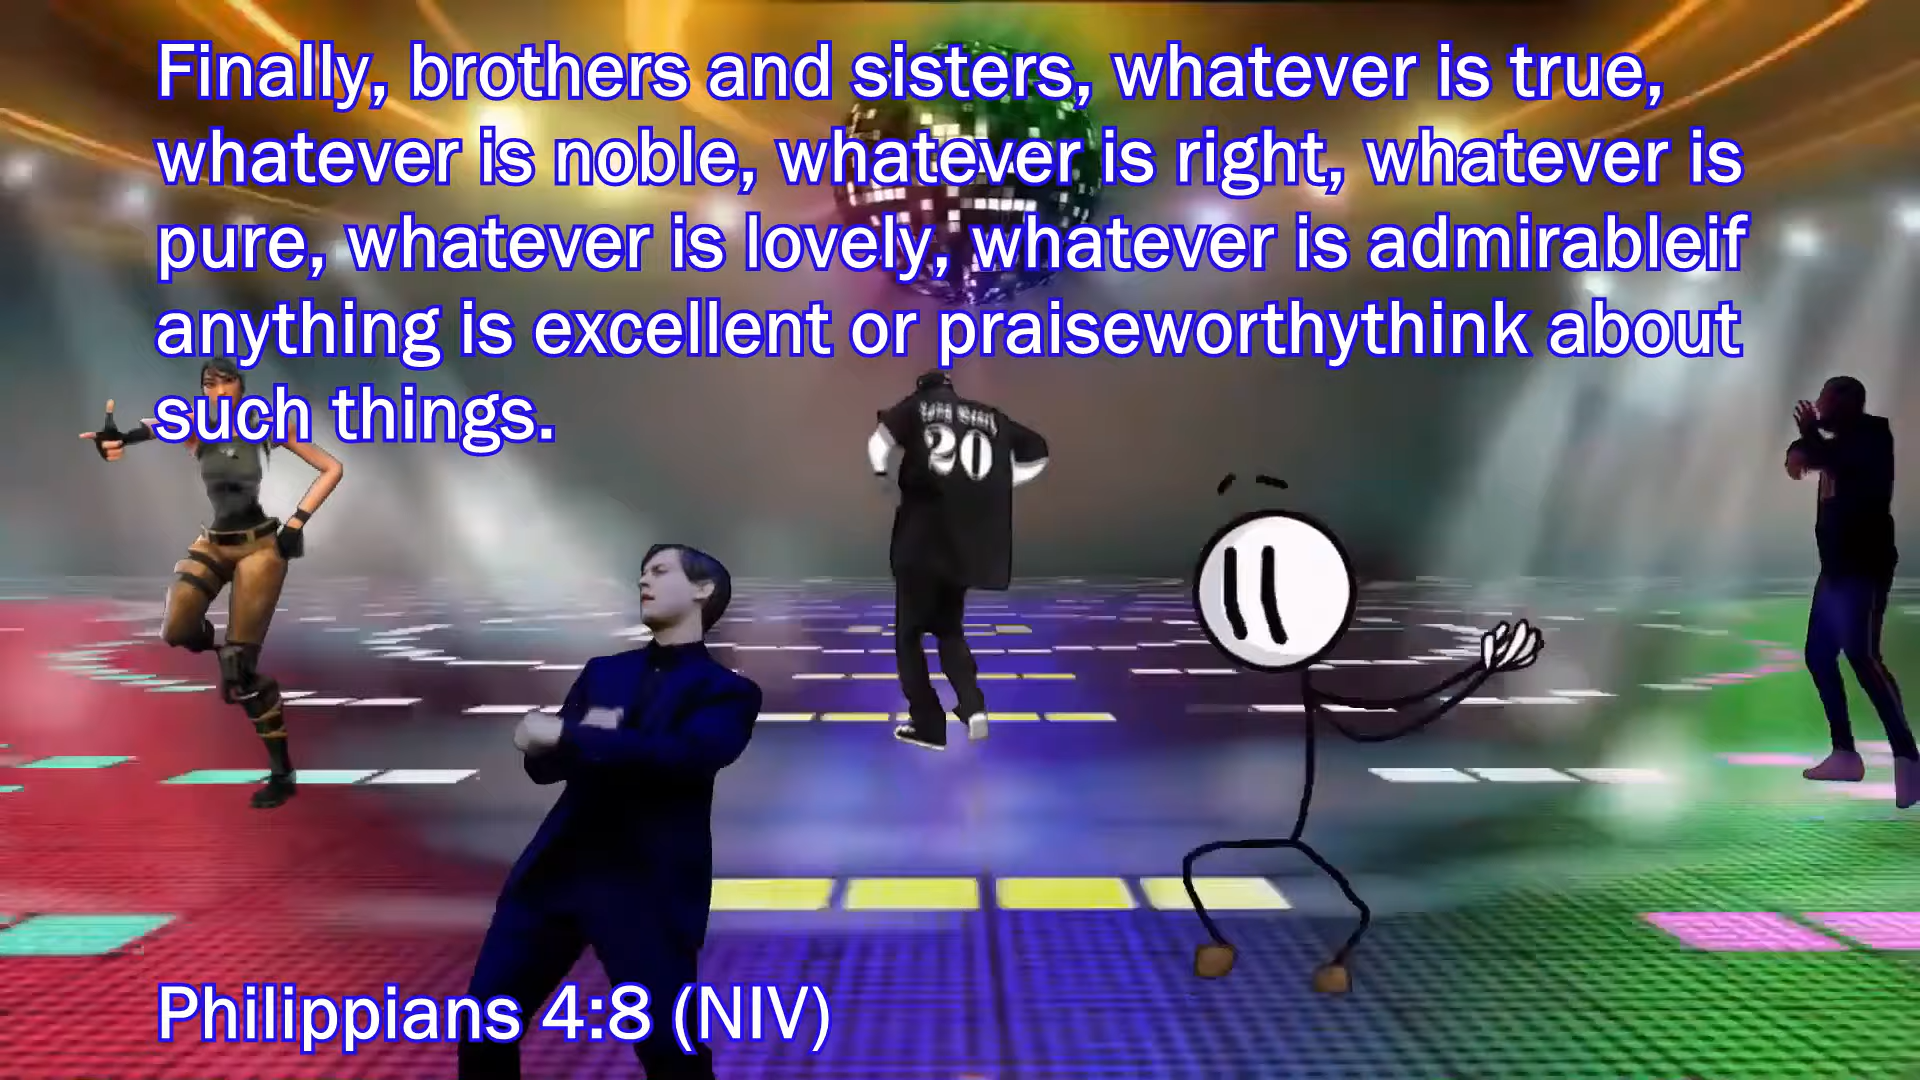 Finally, brothers and sisters, whatever is true,
whatever is noble, whatever is right, whatever is
pure, whatever is lovely, whatever is admirableif
anything is excellent or praiseworthythink about
such things.
20
Philippians 4:8 (NIV)